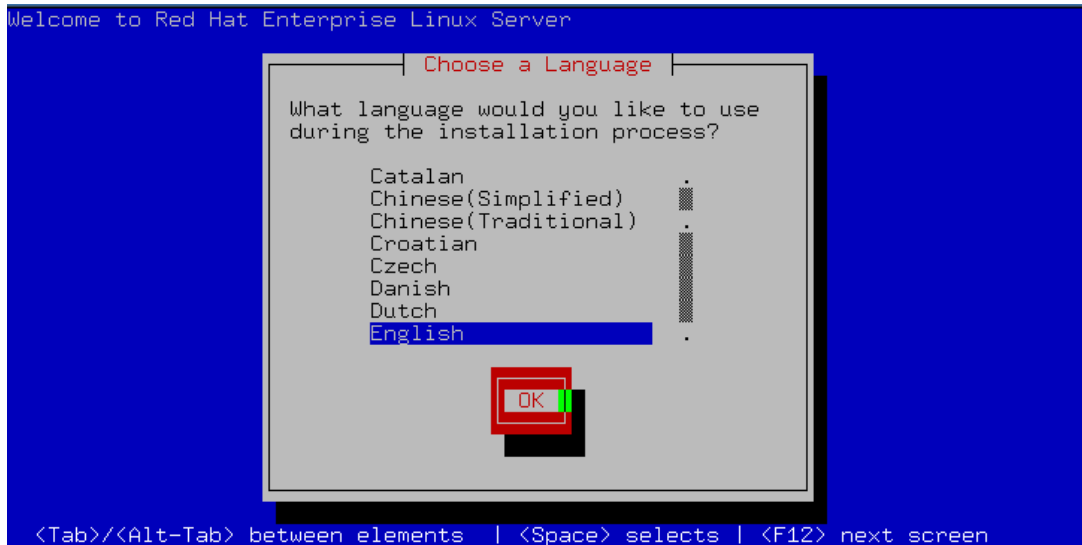 Welcome to Red Hat Enterprise Linux Server
Choose a Language
What language would you like to use
during the installation process?
Catalan
Chinese(Simplified)
Chinese(Traditional)
Croatian
Czech
Danish
Dutch
English
OK
<Tab>/<Alt-Tab> between elements | <Space> selects | <F12> next screen